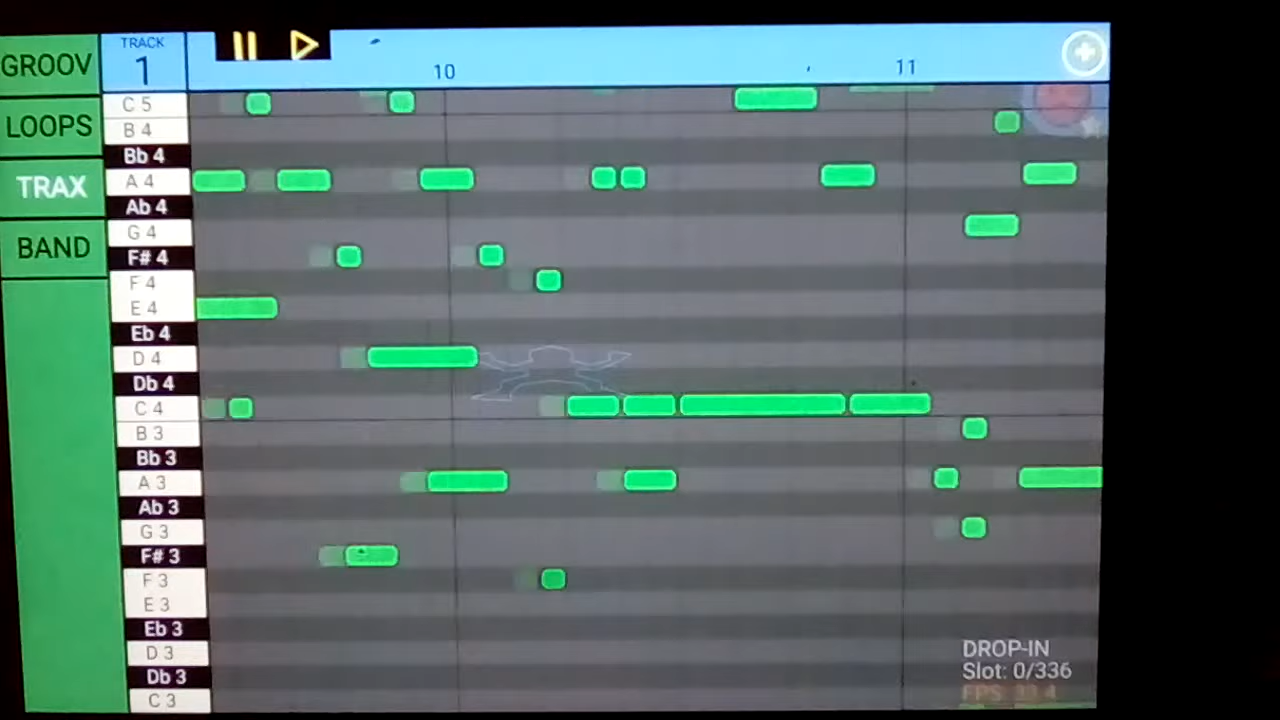 GROOV
LOOPS
TRAX
BAND
TRACK
1
10
11
C 5
B 4
Bb 4
A 4
Ab 4
G 4
F# 4
F 4
E 4
Eb 4
D 4
Db 4
C 4
B 3
Bb 3
A 3
Ab 3
G 3
F# 3
F 3
E 3
Eb 3
D 3
Db 3
C 3
DROP-IN
Slot: 0/336